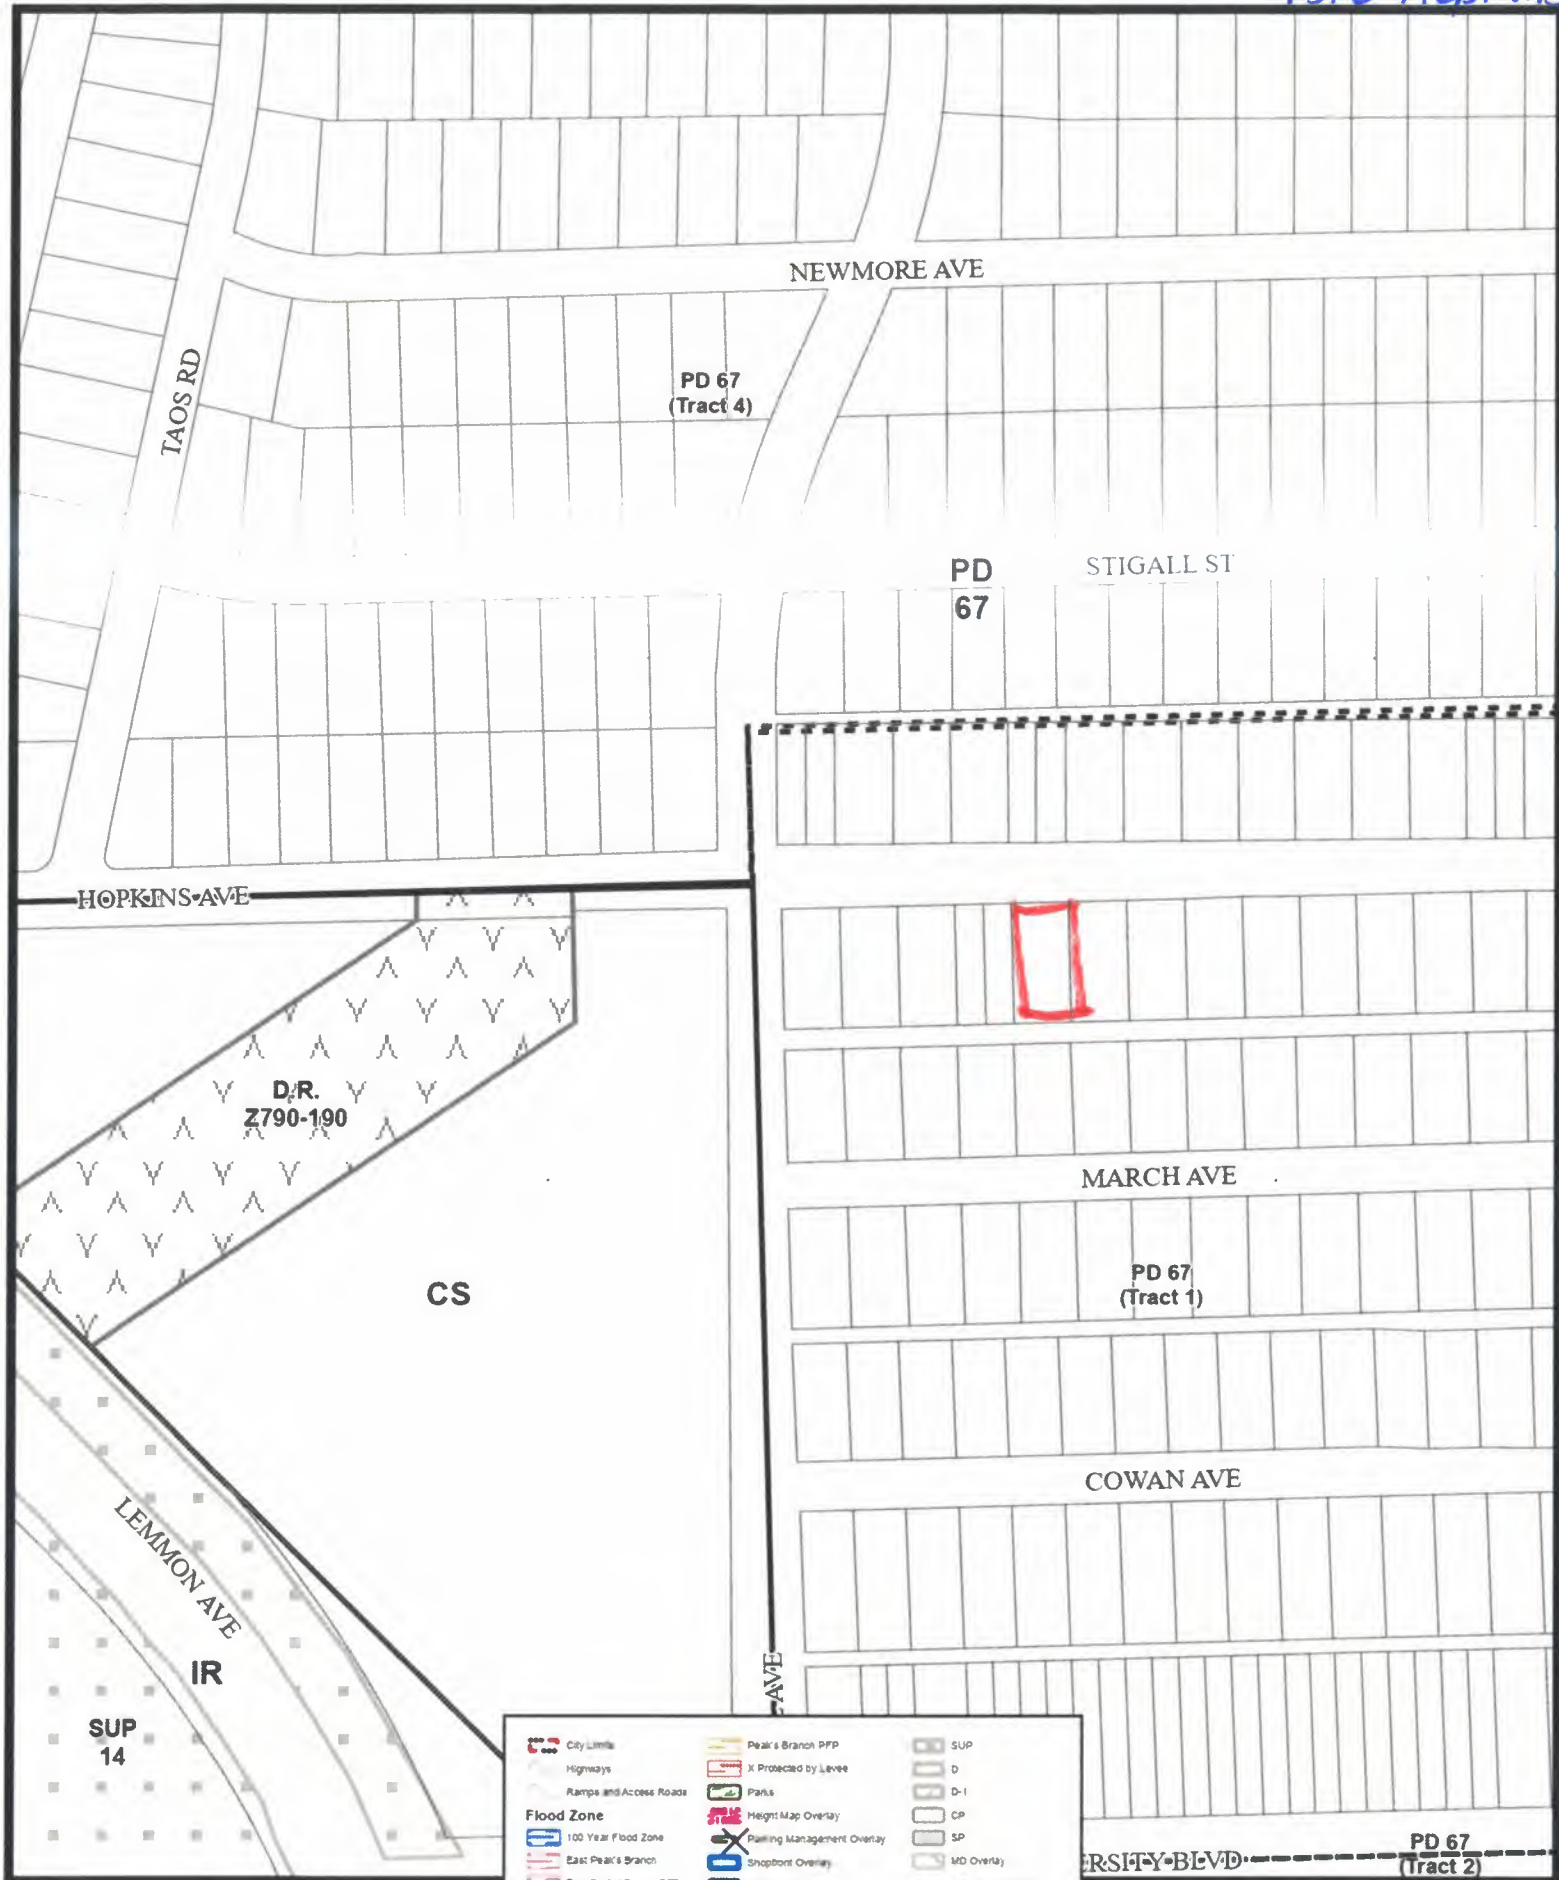 NEWMORE AVE
TAOS RD
PD 67
(Tract 4)
STIGALL ST
PD
67
HOPKINS AVE
D.R.
Z790-190
MARCH AVE
CS
PD 67
(Tract 1)
COWAN AVE
LEMMON AVE
IR
SUP
14
AVE
City Limits
Highways
Ramps and Access Roads
Flood Zone
100 Year Flood Zone
East Peak's Branch
Peak's Branch PFP
X Protected by Levee
Parks
Height Map Overlay
Parking Management Overlay
Shopfront Overlay
SUP
D
D-1
CP
SP
MD Overlay
ERSITY BLVD
PD 67
(Tract 2)